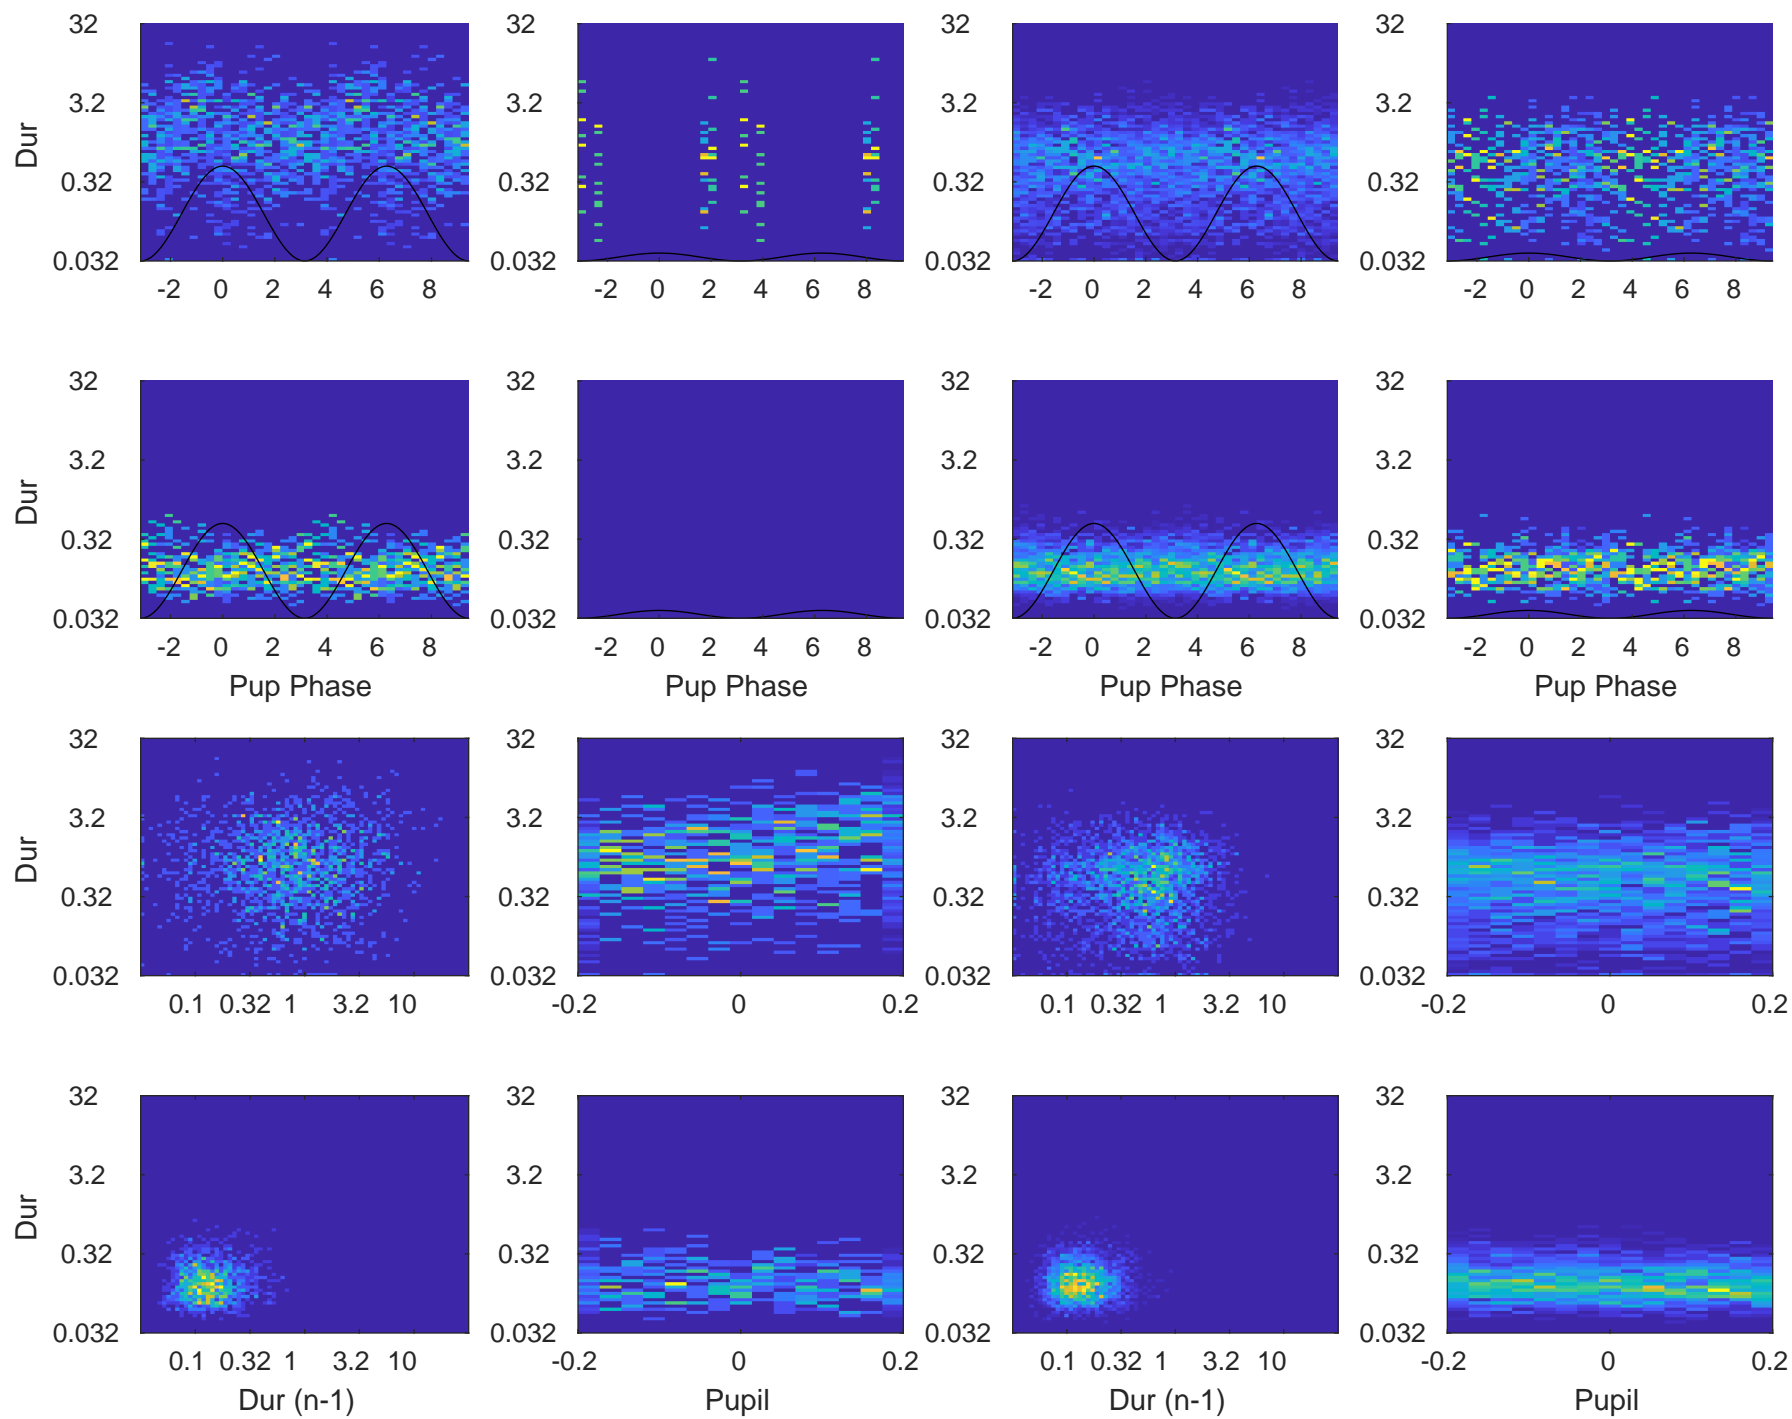 32 32 32 32
3.2 3.2 3.2 3.2
Dur
0.32 0.32 0.32 0.32
0.032 0.032 0.032 0.032
-2 0 2 4 6 8 -2 0 2 4 6 8 -2 0 2 4 6 8 -2 0 2 4 6 8
32 32 32 32
3.2 3.2 3.2 3.2
Dur
0.32 0.32 0.32 0.32
0.032 0.032 0.032 0.032
-2 0 2 4 6 8 -2 0 2 4 6 8 -2 0 2 4 6 8 -2 0 2 4 6 8
Pup Phase Pup Phase Pup Phase Pup Phase
32 32 32 32
3.2 3.2 3.2 3.2
Dur
0.32 0.32 0.32 0.32
0.032 0.032 0.032 0.032
0.1 0.32 1 3.2 10 -0.2 0 0.2 0.1 0.32 1 3.2 10 -0.2 0 0.2
32 32 32 32
3.2 3.2 3.2 3.2
Dur
0.32 0.32 0.32 0.32
0.032 0.032 0.032 0.032
0.1 0.32 1 3.2 10 -0.2 0 0.2 0.1 0.32 1 3.2 10 -0.2 0 0.2
Dur (n-1) Pupil Dur (n-1) Pupil